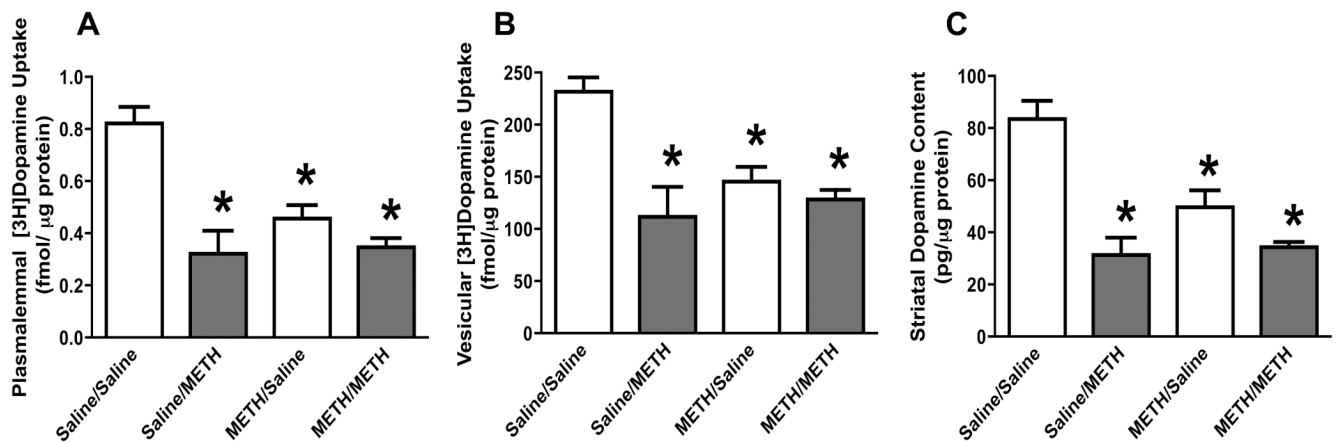 A
Plasmalemmal [3H]Dopamine Uptake
(fmol/ µg protein)
1.0
0.8
0.6
0.4
0.2
0.0
*
*
*
Saline/Saline
Saline/METH
METH/Saline
METH/METH
B
Vesicular [3H]Dopamine Uptake
(fmol/µg protein)
250
200
150
100
50
0
*
*
*
Saline/Saline
Saline/METH
METH/Saline
METH/METH
C
Striatal Dopamine Content
(pg/µg protein)
100
80
60
40
20
0
*
*
*
Saline/Saline
Saline/METH
METH/Saline
METH/METH